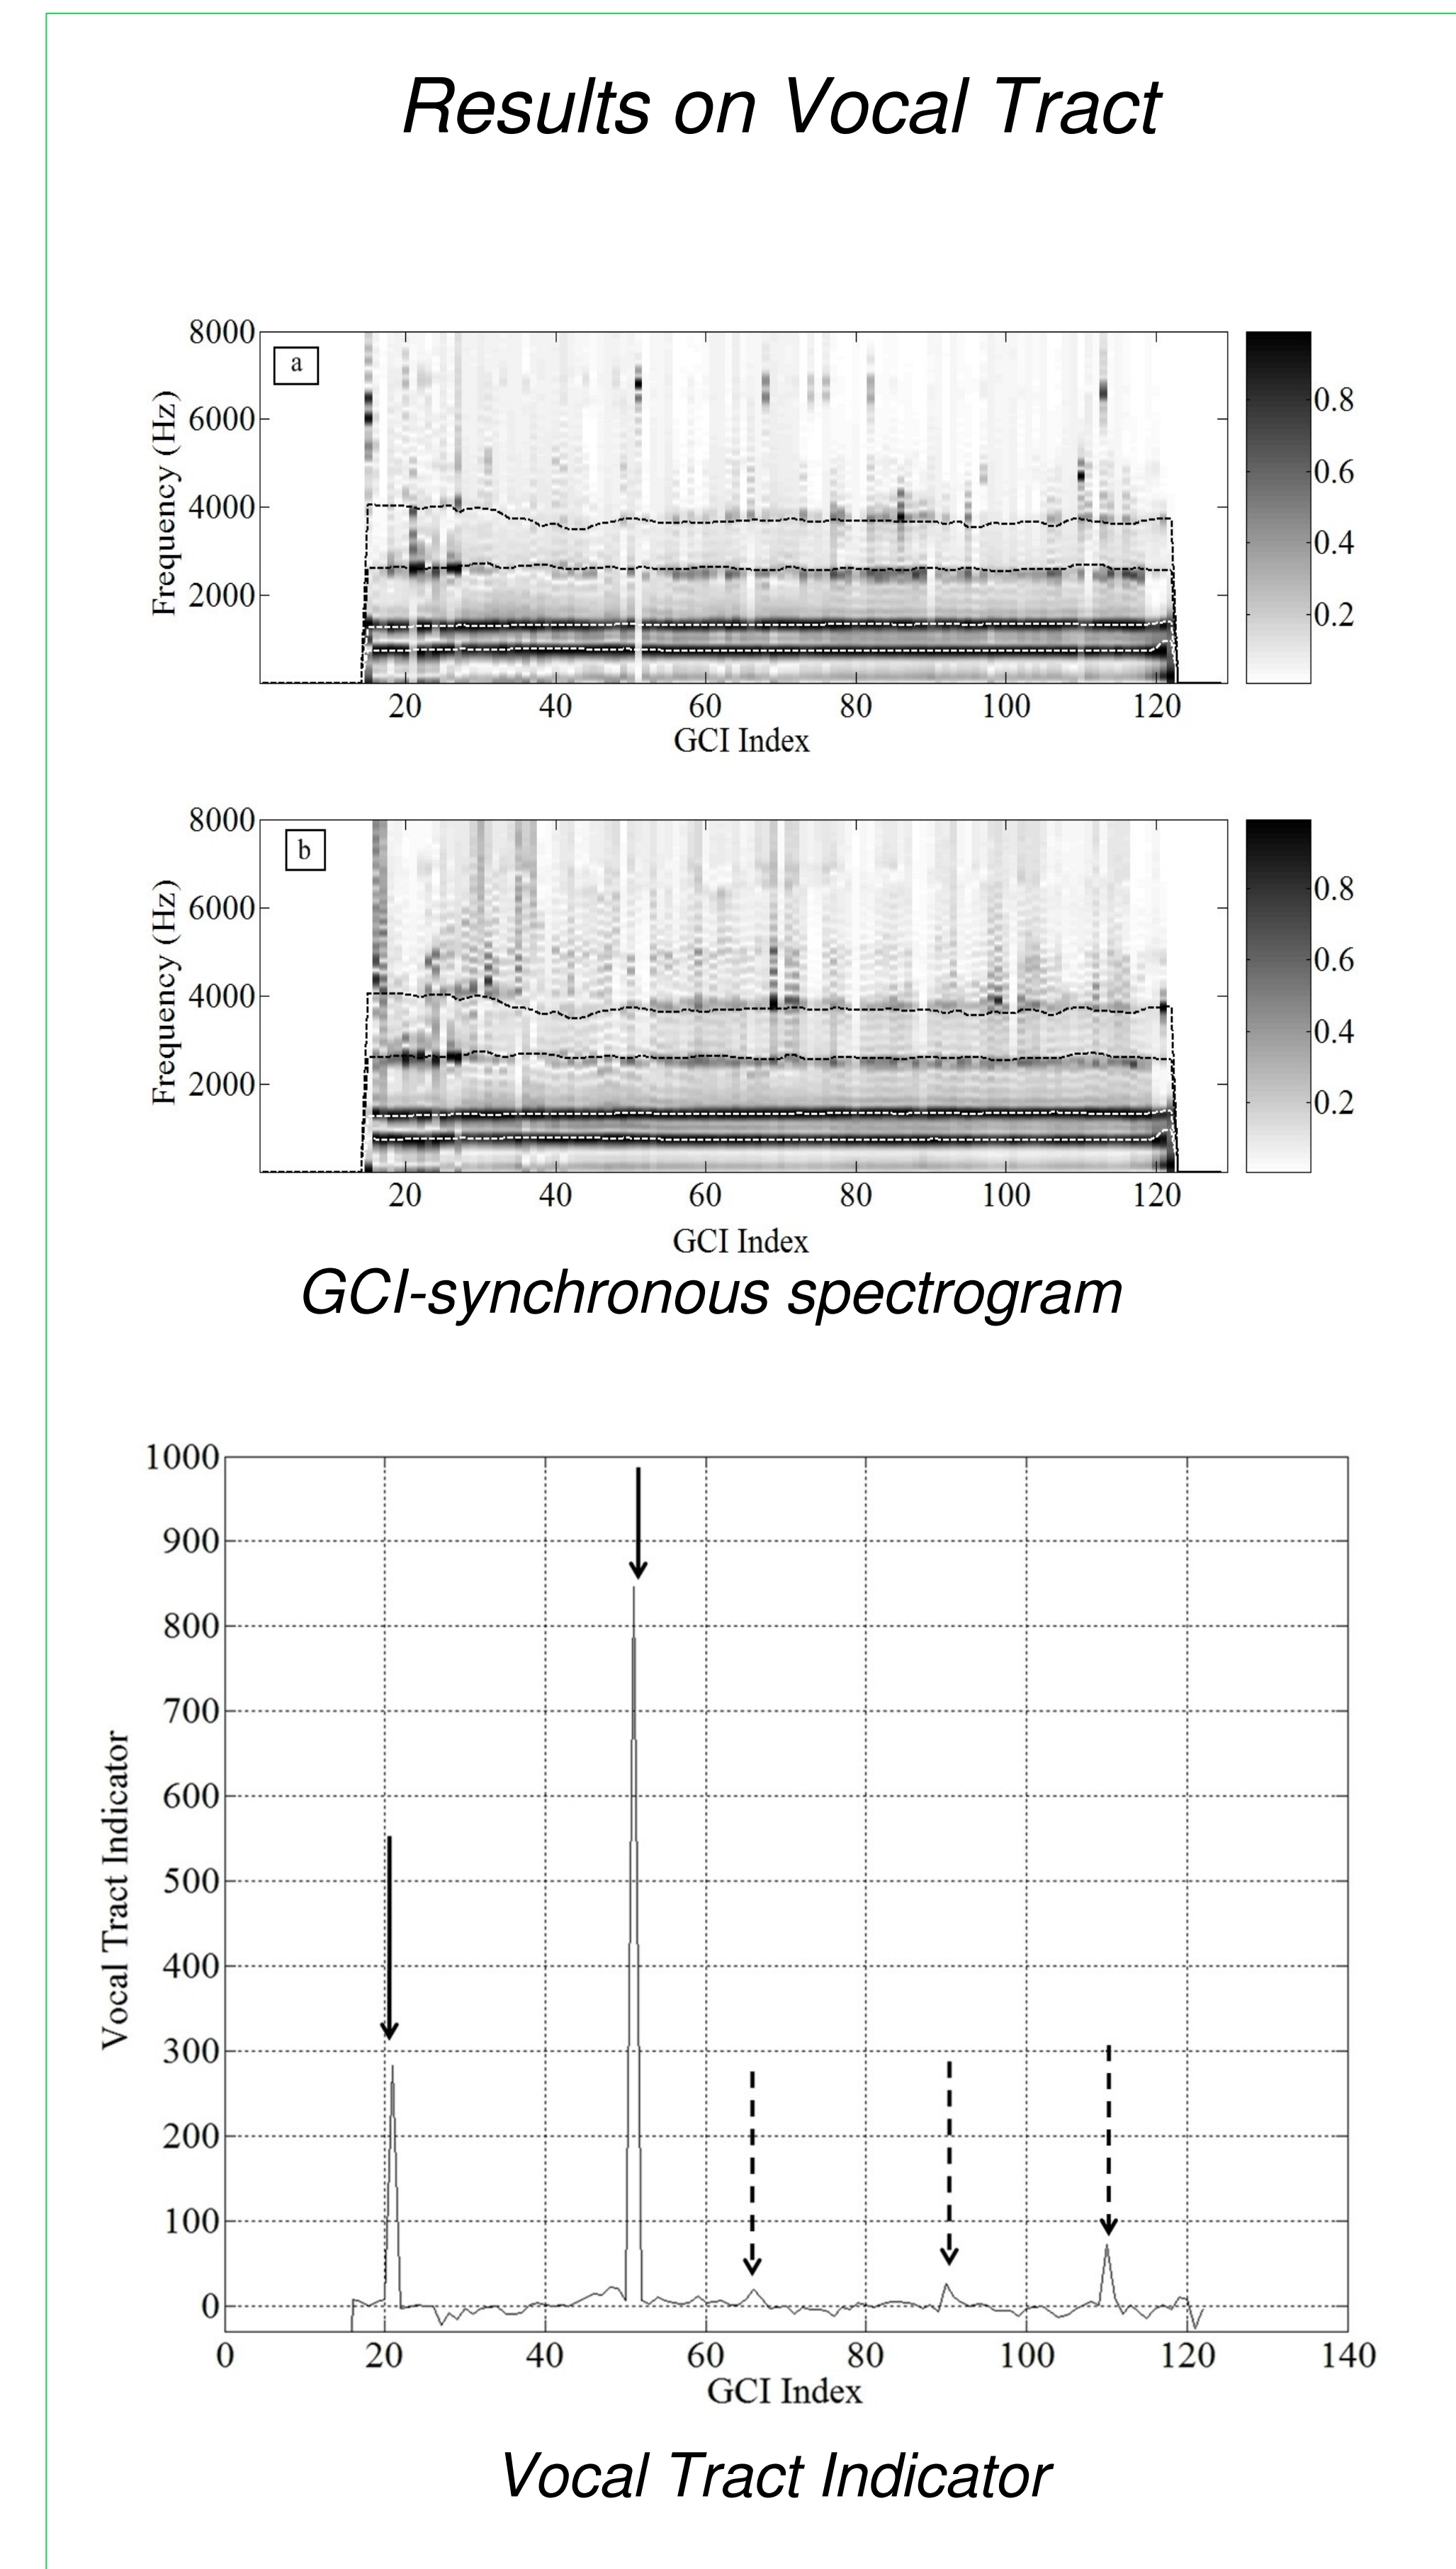 Results on Vocal Tract
a
8000
6000
4000
2000
Frequency (Hz)
20 40 60 80 100 120
GCI Index
0.8
0.6
0.4
0.2
b
8000
6000
4000
2000
Frequency (Hz)
20 40 60 80 100 120
GCI Index
0.8
0.6
0.4
0.2
GCI-synchronous spectrogram
1000
900
800
700
600
500
400
300
200
100
0
Vocal Tract Indicator
0 20 40 60 80 100 120 140
GCI Index
Vocal Tract Indicator